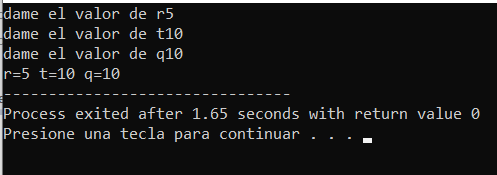 dame el valor de r5
dame el valor de t10
dame el valor de q10
r=5 t=10 q=10
--------------------------------
Process exited after 1.65 seconds with return value 0
Presione una tecla para continuar . . .